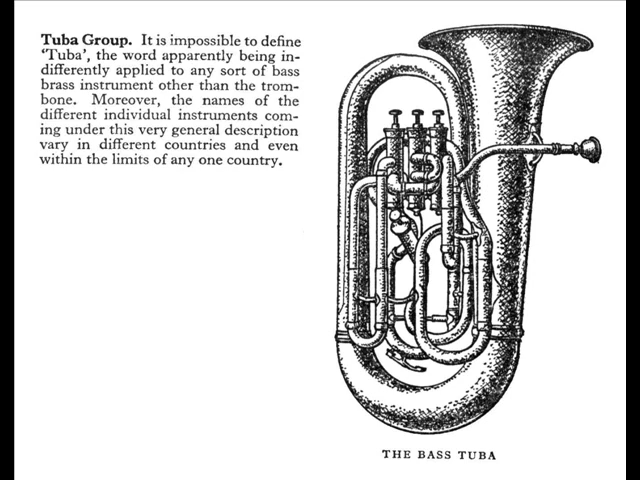 Tuba Group. It is impossible to define
‘Tuba’, the word apparently being in-
differently applied to any sort of bass
brass instrument other than the trom-
bone. Moreover, the names of the
different individual instruments com-
ing under this very general description
vary in different countries and even
within the limits of any one country.
THE BASS TUBA